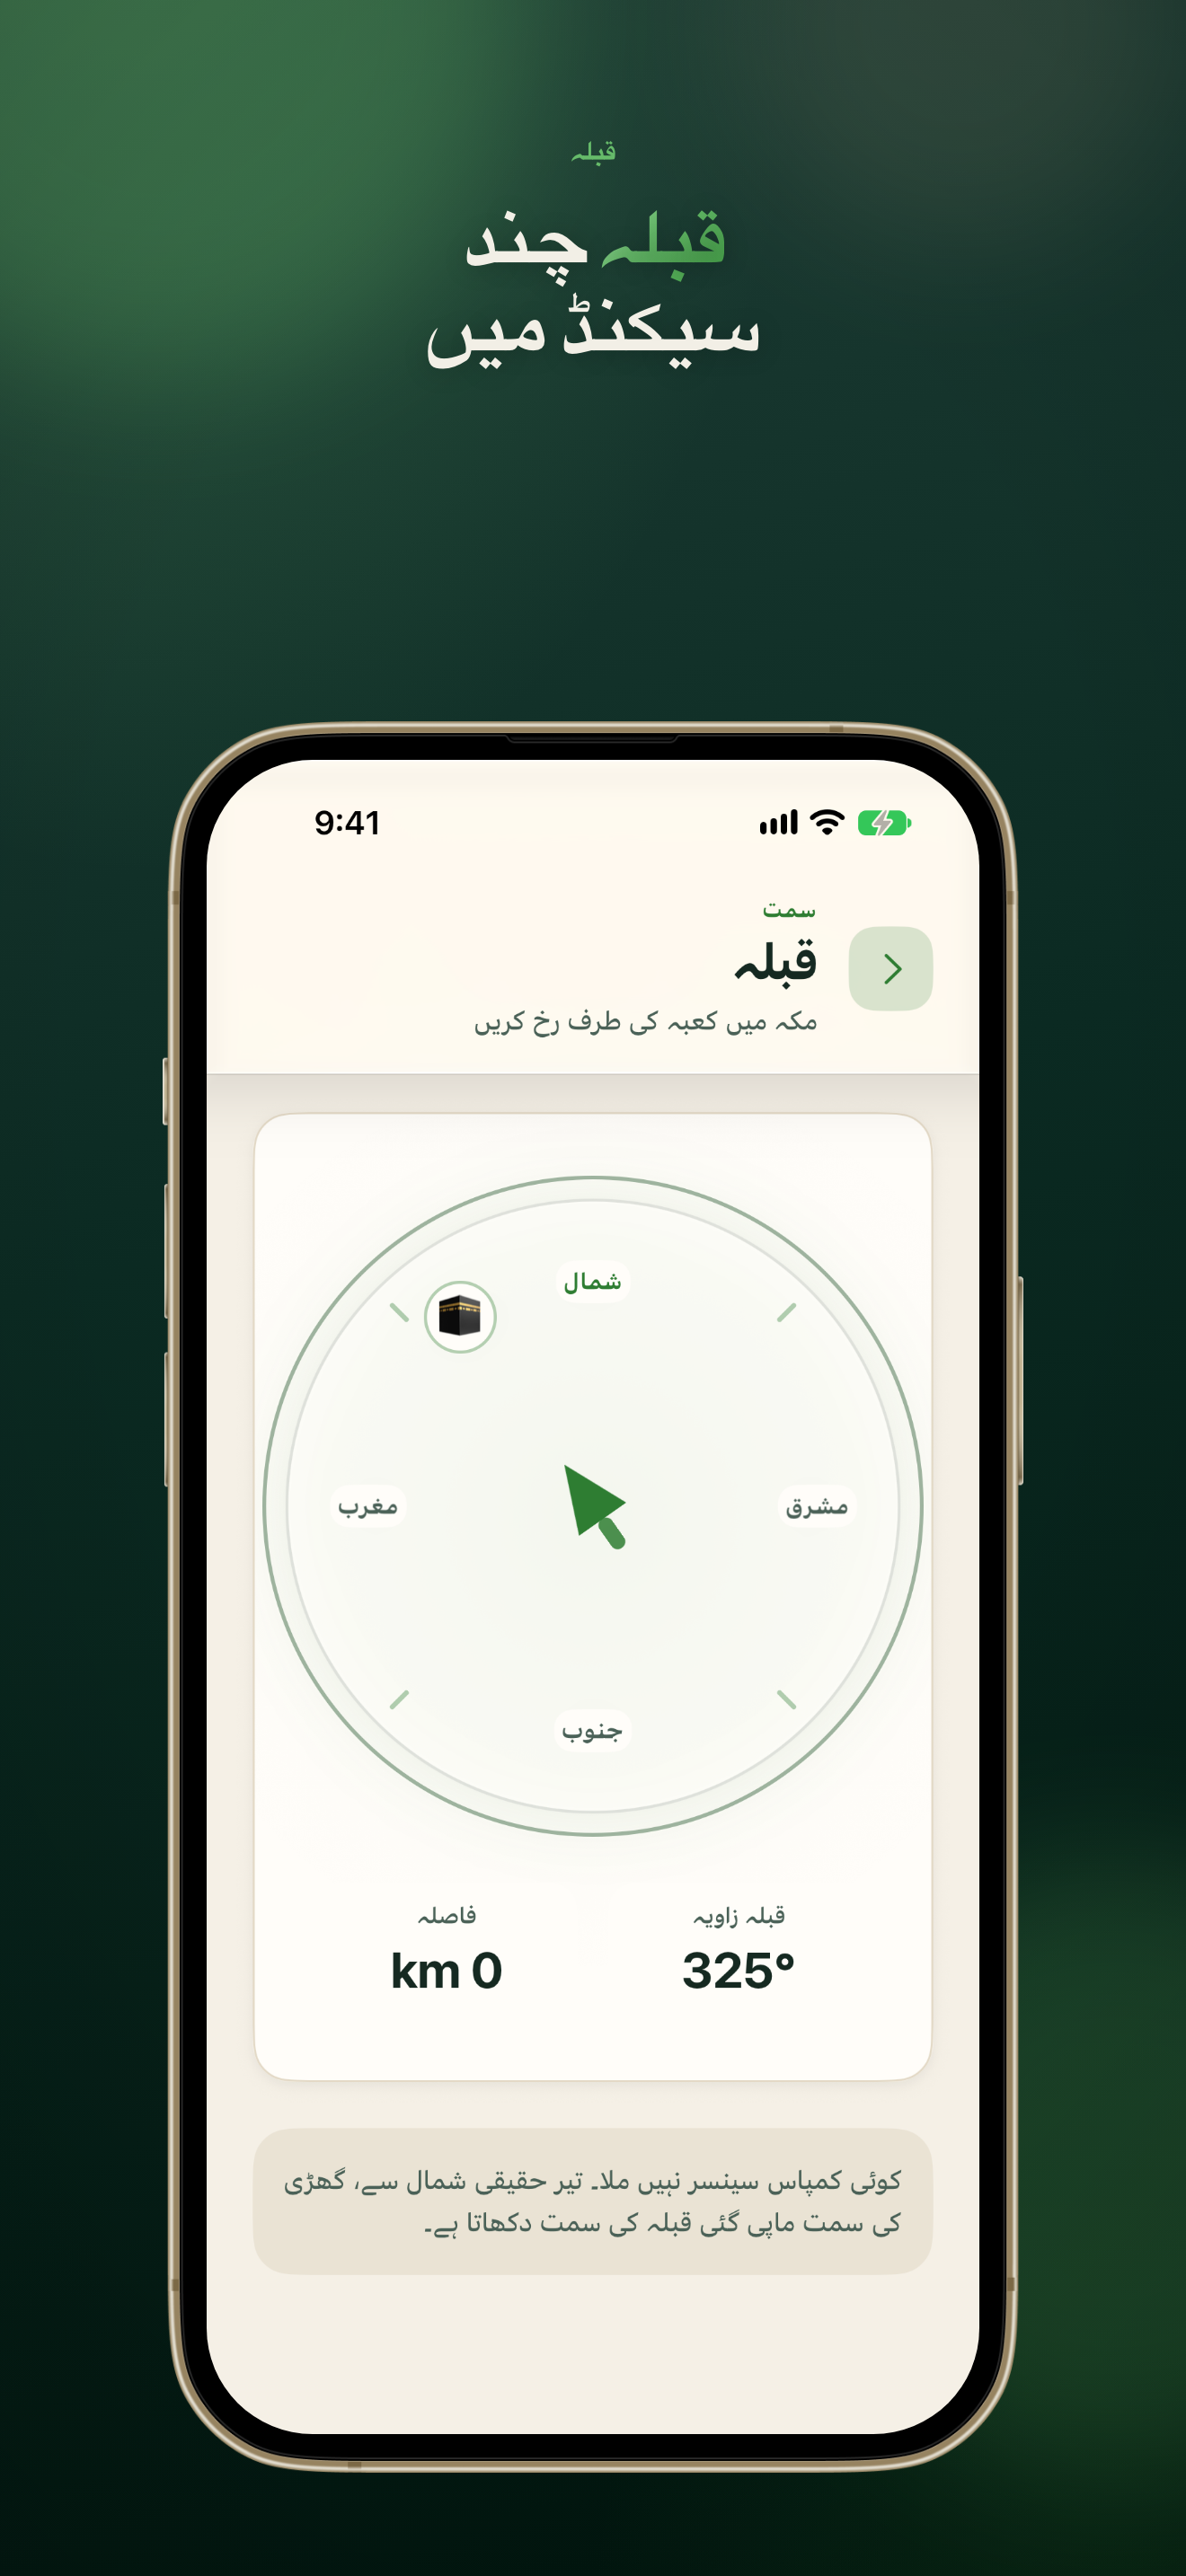 قبلہ
قبلہ چند
سیکنڈ میں
9:41
سمت
قبلہ
مکہ میں کعبہ کی طرف رخ کریں
شمال
مشرق
مغرب
جنوب
قبلہ زاویہ
325°
فاصلہ
km 0
کوئی کمپاس سینسر نہیں ملا۔ تیر حقیقی شمال سے، گھڑی
کی سمت ماپی گئی قبلہ کی سمت دکھاتا ہے۔